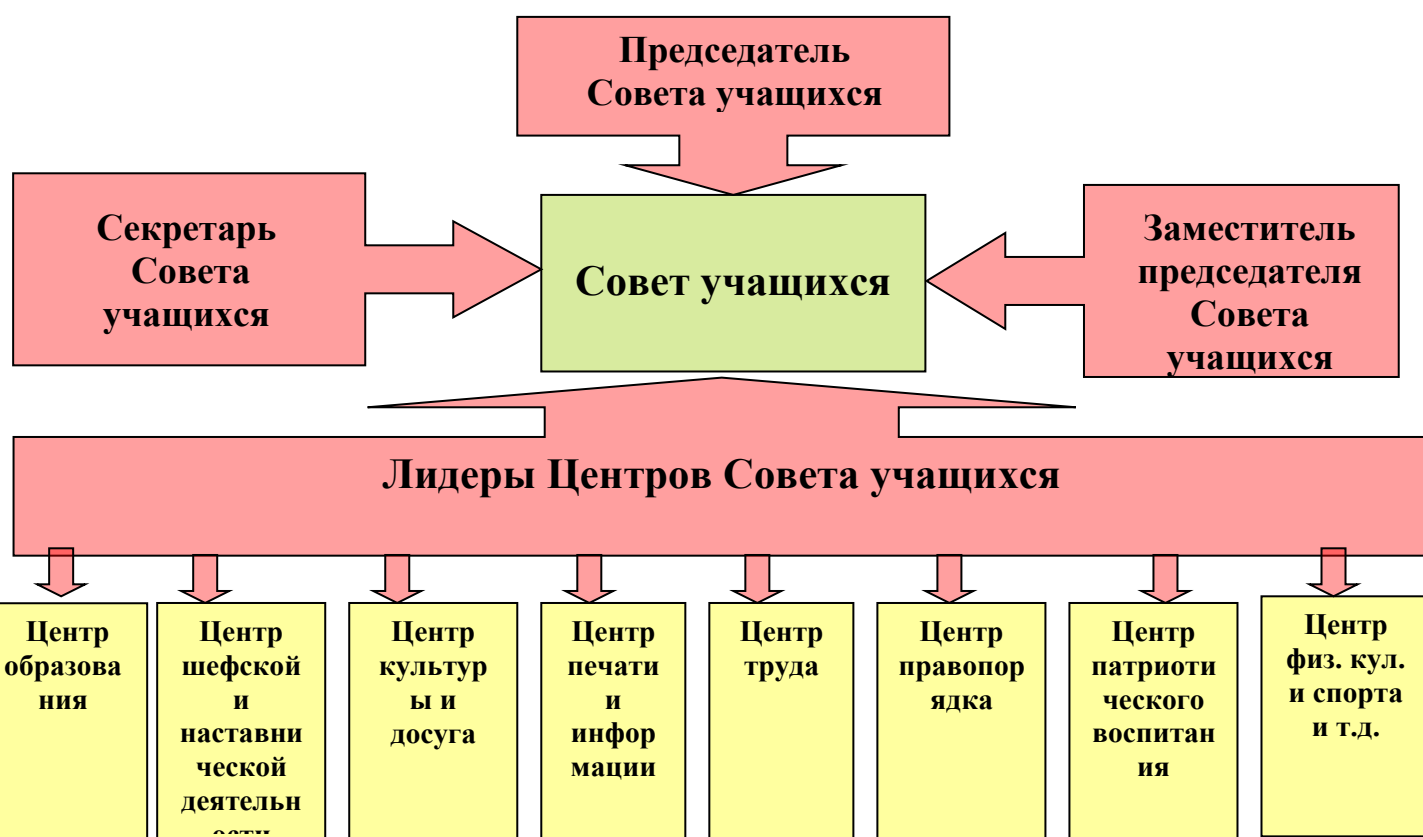 Председатель
Совета учащихся
Секретарь
Совета
учащихся
Совет учащихся
Заместитель
председателя
Совета
учащихся
Лидеры Центров Совета учащихся
Центр
образова
ния
Центр
шефской
и
наставни
ческой
деятельн
ости
Центр
культур
ы и
досуга
Центр
печати
и
инфор
мации
Центр
труда
Центр
правопор
ядка
Центр
патриоти
ческого
воспитан
ия
Центр
физ. кул.
и спорта
и т.д.